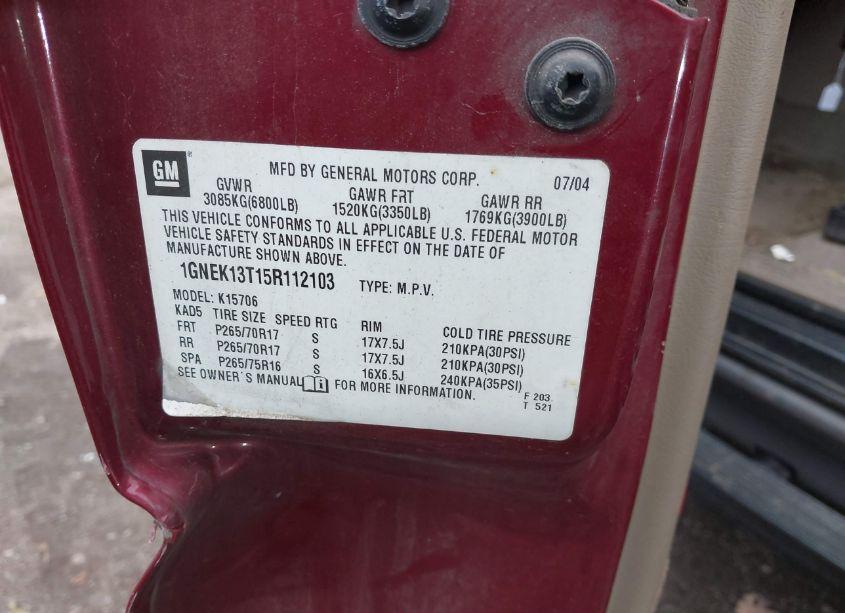 GM
MFD BY GENERAL MOTORS CORP. 07/04
GVWR GAWR FRT GAWR RR
3085KG(6800LB) 1520KG(3350LB) 1769KG(3900LB)
THIS VEHICLE CONFORMS TO ALL APPLICABLE U.S. FEDERAL MOTOR
VEHICLE SAFETY STANDARDS IN EFFECT ON THE DATE OF
MANUFACTURE SHOWN ABOVE.
1GNEK13T15R112103 TYPE: M.P.V.
MODEL: K15706
KAD5 TIRE SIZE SPEED RTG RIM COLD TIRE PRESSURE
FRT P265/70R17 S 17X7.5J 210KPA(30PSI)
RR P265/70R17 S 17X7.5J 210KPA(30PSI)
SPA P265/75R16 S 16X6.5J 240KPA(35PSI)
SEE OWNER'S MANUAL FOR MORE INFORMATION.
F 203
T 521